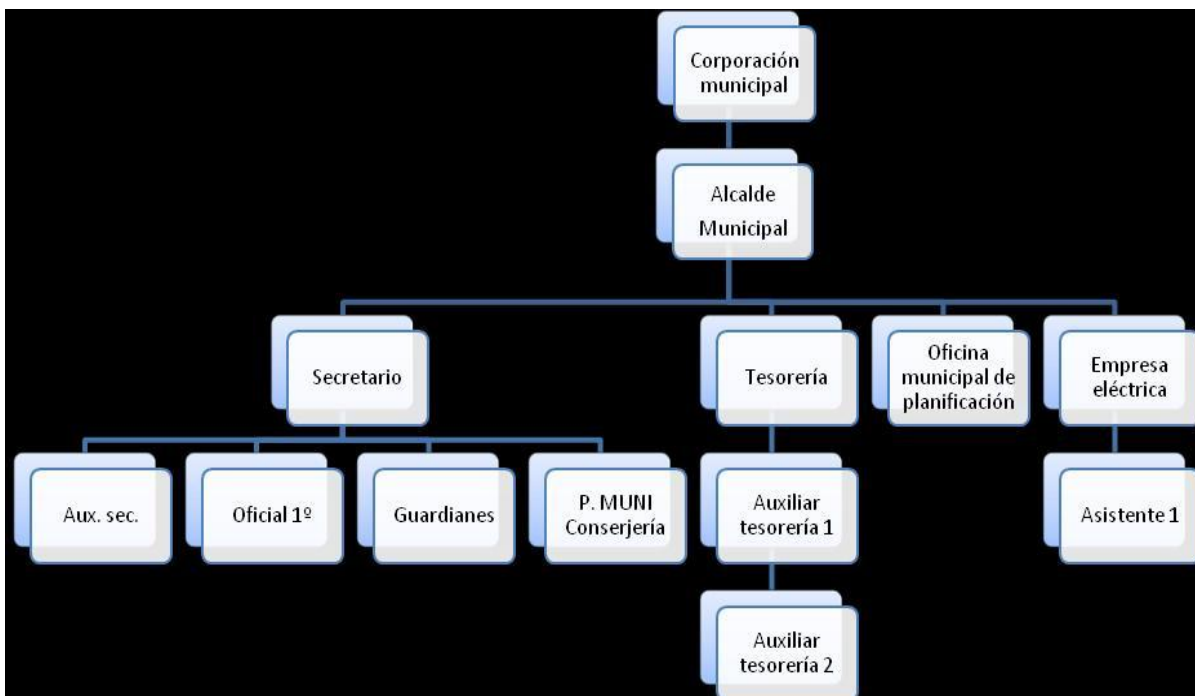 Corporación
municipal
Alcalde
Municipal
Secretario
Tesorería
Oficina
municipal de
planificación
Empresa
eléctrica
Aux. sec.
Oficial 1º
Guardianes
P. MUNI
Conserjería
Auxiliar
tesorería 1
Asistente 1
Auxiliar
tesorería 2